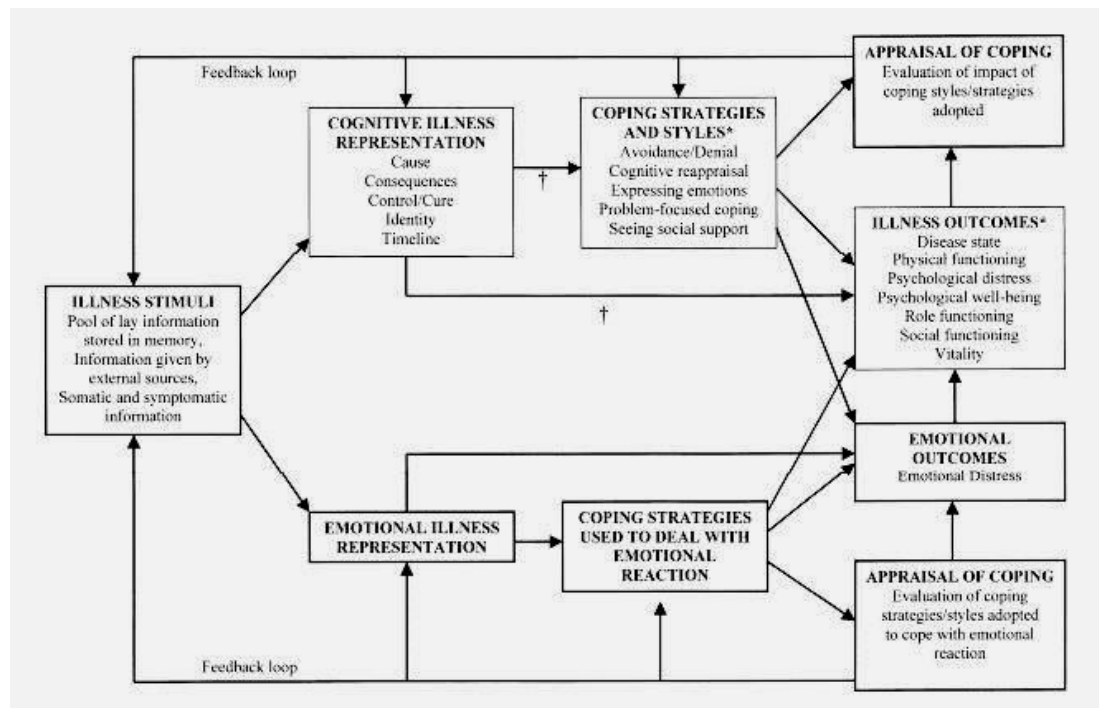 Feedback loop
APPRAISAL OF COPING
Evaluation of impact of
coping styles/strategies
adopted
COGNITIVE ILLNESS
REPRESENTATION
Cause
Consequences
Control/Cure
Identity
Timeline
†
COPING STRATEGIES
AND STYLES*
Avoidance/Denial
Cognitive reappraisal
Expressing emotions
Problem-focused coping
Seeing social support
ILLNESS OUTCOMES*
Disease state
Physical functioning
Psychological distress
Psychological well-being
Role functioning
Social functioning
Vitality
†
ILLNESS STIMULI
Pool of lay information
stored in memory,
Information given by
external sources,
Somatic and symptomatic
information
EMOTIONAL
OUTCOMES
Emotional Distress
EMOTIONAL ILLNESS
REPRESENTATION
COPING STRATEGIES
USED TO DEAL WITH
EMOTIONAL
REACTION
APPRAISAL OF COPING
Evaluation of coping
strategies/styles adopted
to cope with emotional
reaction
Feedback loop